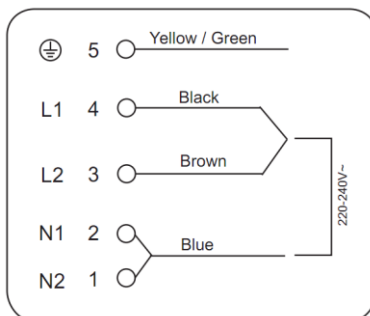 5 Yellow / Green
L1 4 Black
L2 3 Brown
N1 2
Blue
N2 1
220-240V~